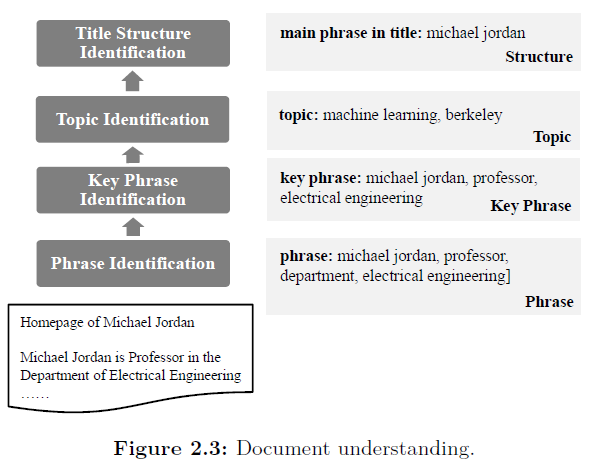 Title Structure
Identification
main phrase in title: michael jordan
Structure
Topic Identification
topic: machine learning, berkeley
Topic
Key Phrase
Identification
key phrase: michael jordan, professor,
electrical engineering
Key Phrase
Phrase Identification
phrase: michael jordan, professor,
department, electrical engineering]
Phrase
Homepage of Michael Jordan
Michael Jordan is Professor in the
Department of Electrical Engineering
……
Figure 2.3: Document understanding.